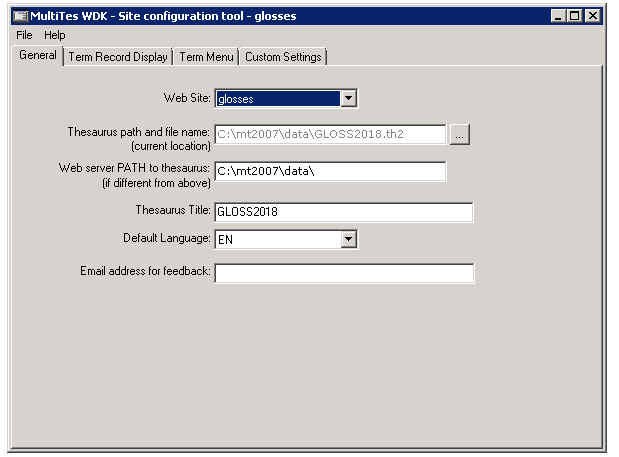 MultiTes WDK - Site configuration tool - glosses
File Help
General Term Record Display Term Menu Custom Settings
Web Site: glosses
Thesaurus path and file name: C:\mt2007\data\GLOSS2018.th2 ...
(current location)
Web server PATH to thesaurus: C:\mt2007\data\
(if different from above)
Thesaurus Title: GLOSS2018
Default Language: EN
Email address for feedback: